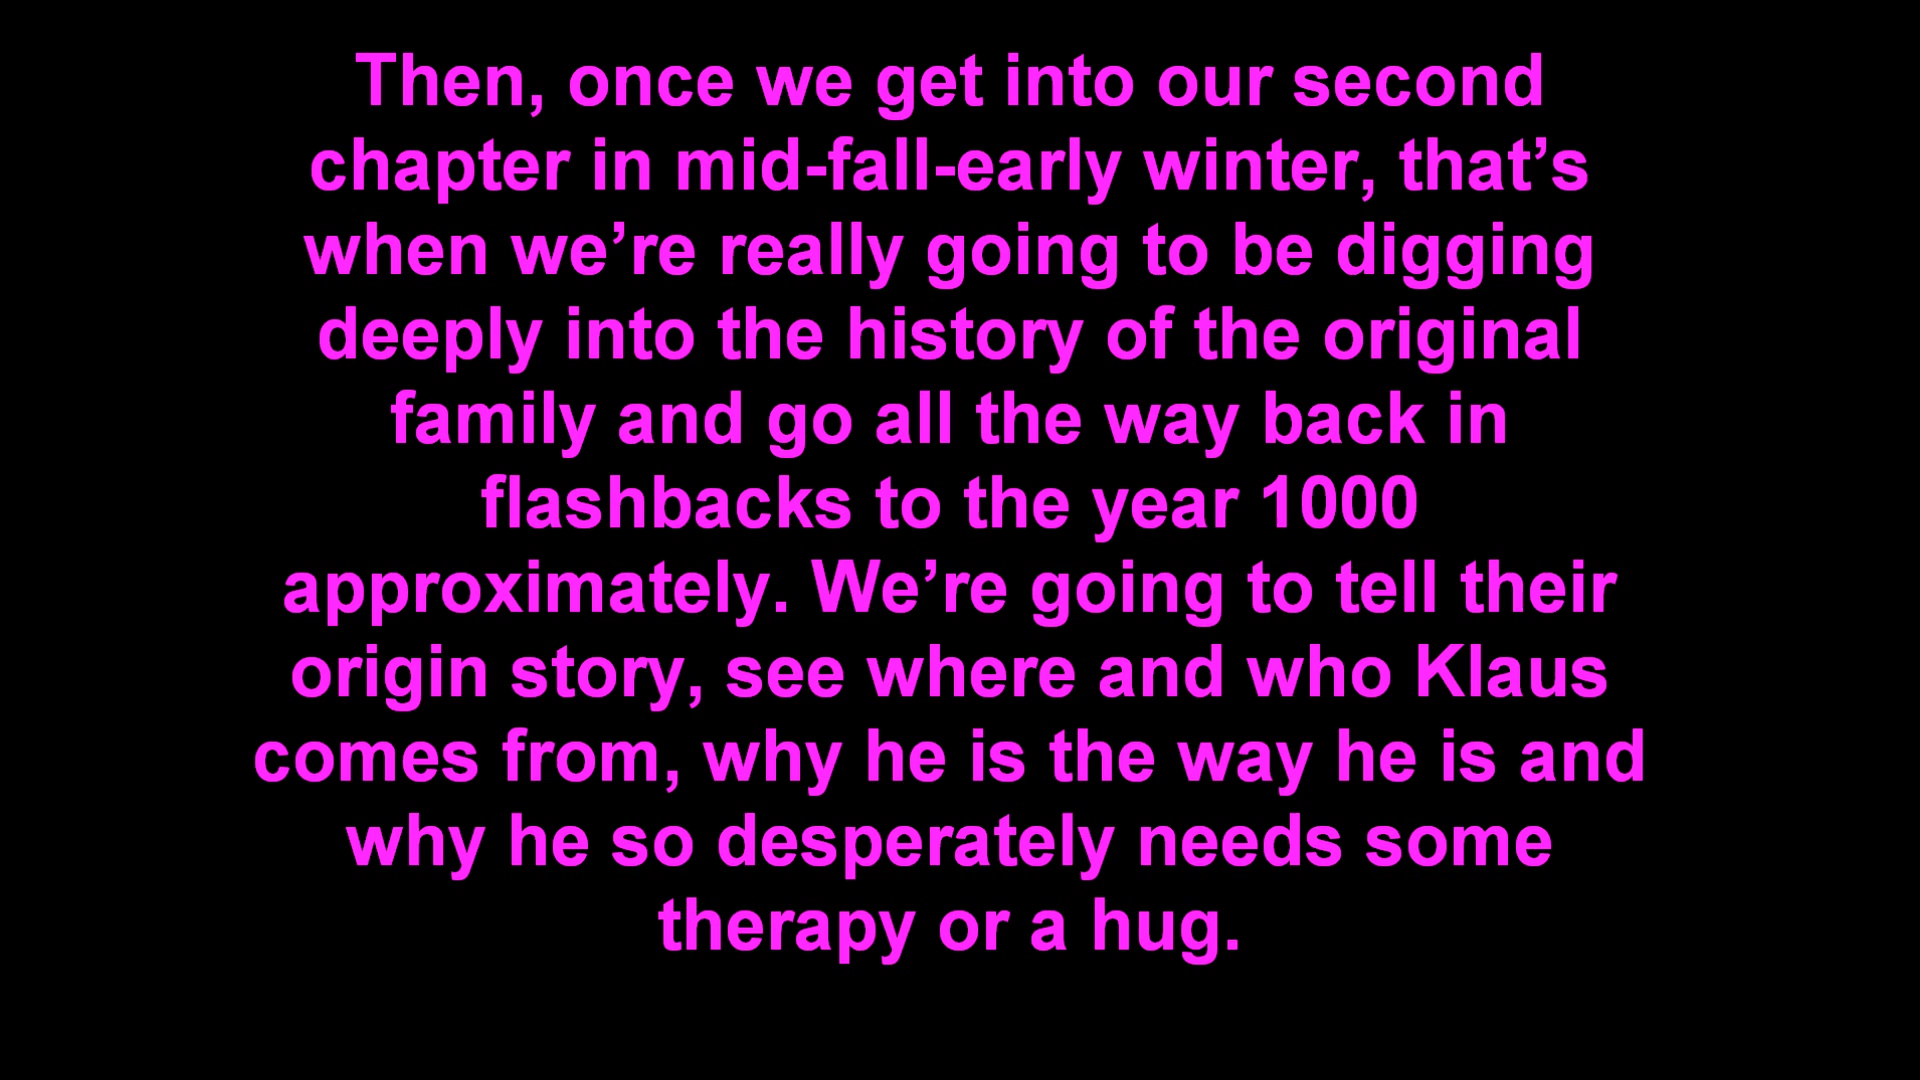 Then, once we get into our second
chapter in mid-fall-early winter, that’s
when we’re really going to be digging
deeply into the history of the original
family and go all the way back in
flashbacks to the year 1000
approximately. We’re going to tell their
origin story, see where and who Klaus
comes from, why he is the way he is and
why he so desperately needs some
therapy or a hug.